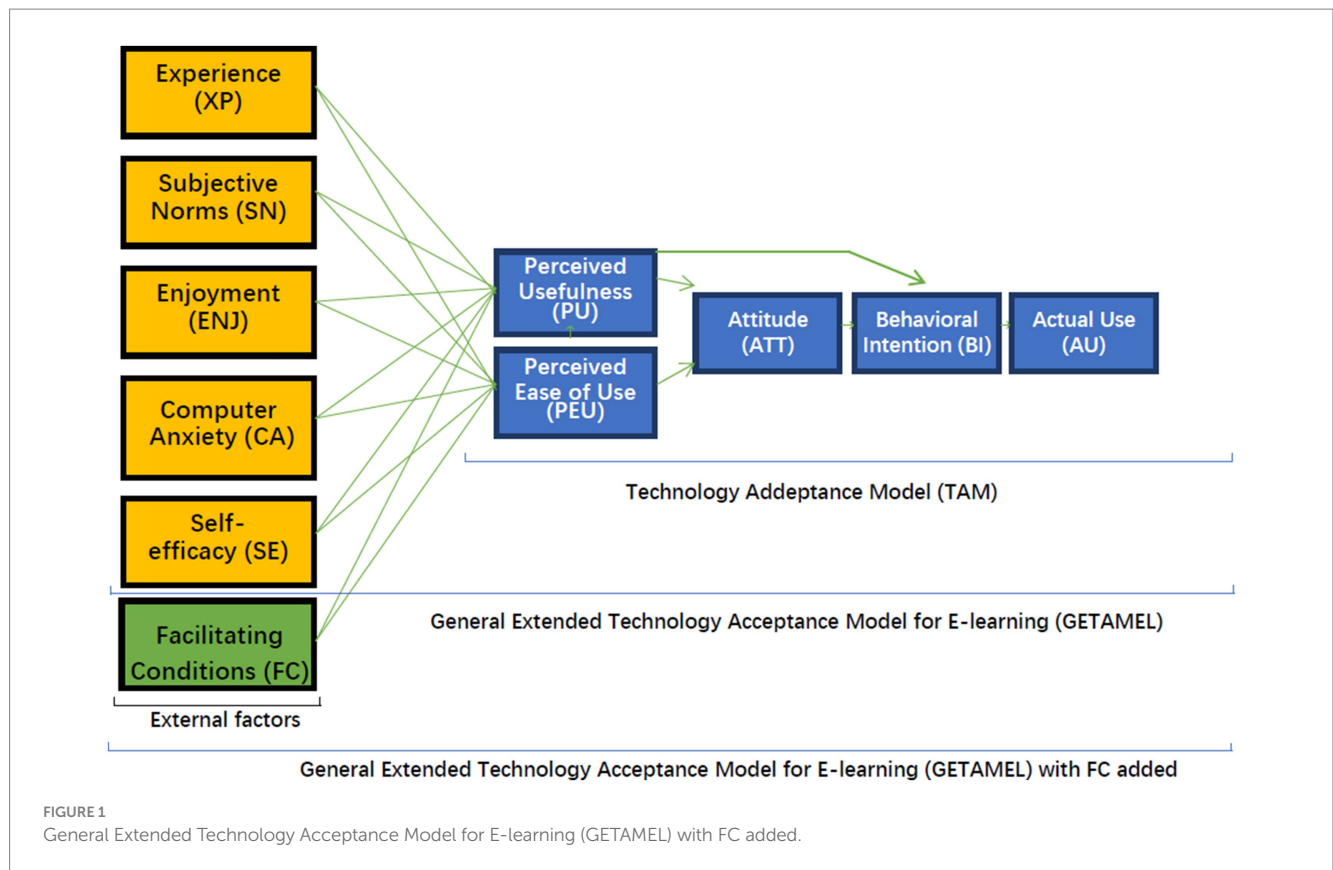 Experience
(XP)
Subjective
Norms (SN)
Enjoyment
(ENJ)
Computer
Anxiety (CA)
Self-
efficacy (SE)
Facilitating
Conditions (FC)
External factors
Perceived
Usefulness
(PU)
Perceived
Ease of Use
(PEU)
Attitude
(ATT)
Behavioral
Intention (BI)
Actual Use
(AU)
Technology Addeptance Model (TAM)
General Extended Technology Acceptance Model for E-learning (GETAMEL)
General Extended Technology Acceptance Model for E-learning (GETAMEL) with FC added
FIGURE 1
General Extended Technology Acceptance Model for E-learning (GETAMEL) with FC added.